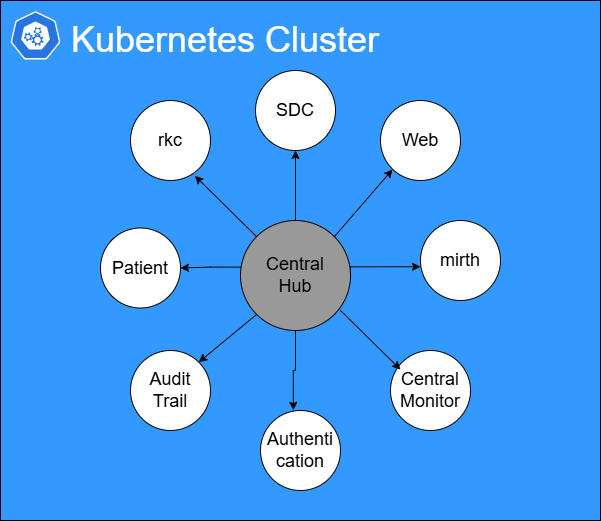 Kubernetes Cluster
SDC
rkc
Web
Central
Hub
Patient
mirth
Audit
Trail
Central
Monitor
Authenti
cation